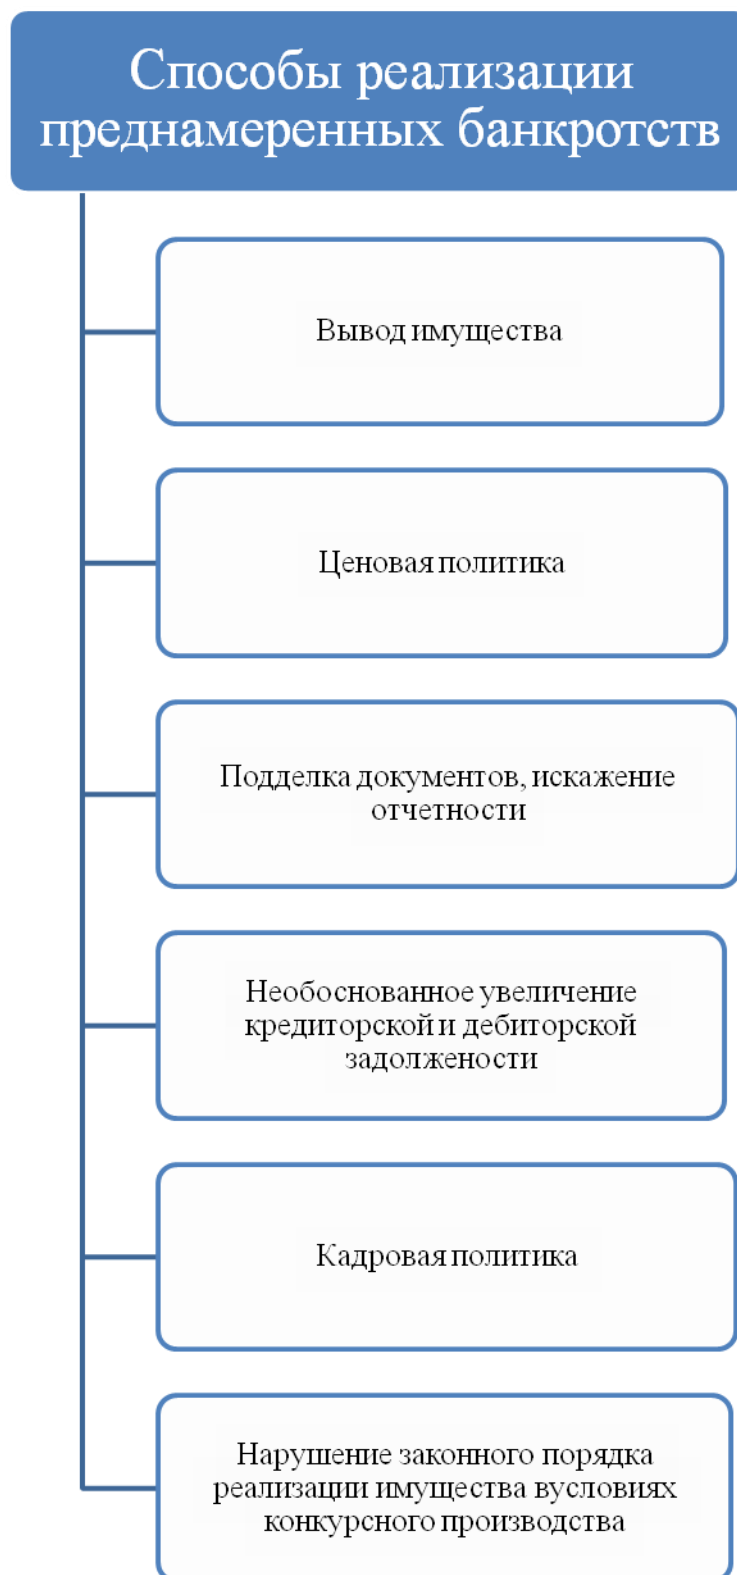 Способы реализации
преднамеренных банкротств
Вывод имущества
Ценовая политика
Подделка документов, искажение
отчетности
Необоснованное увеличение
кредиторской и дебиторской
задолжености
Кадровая политика
Нарушение законного порядка
реализации имущества вусловиях
конкурсного производства